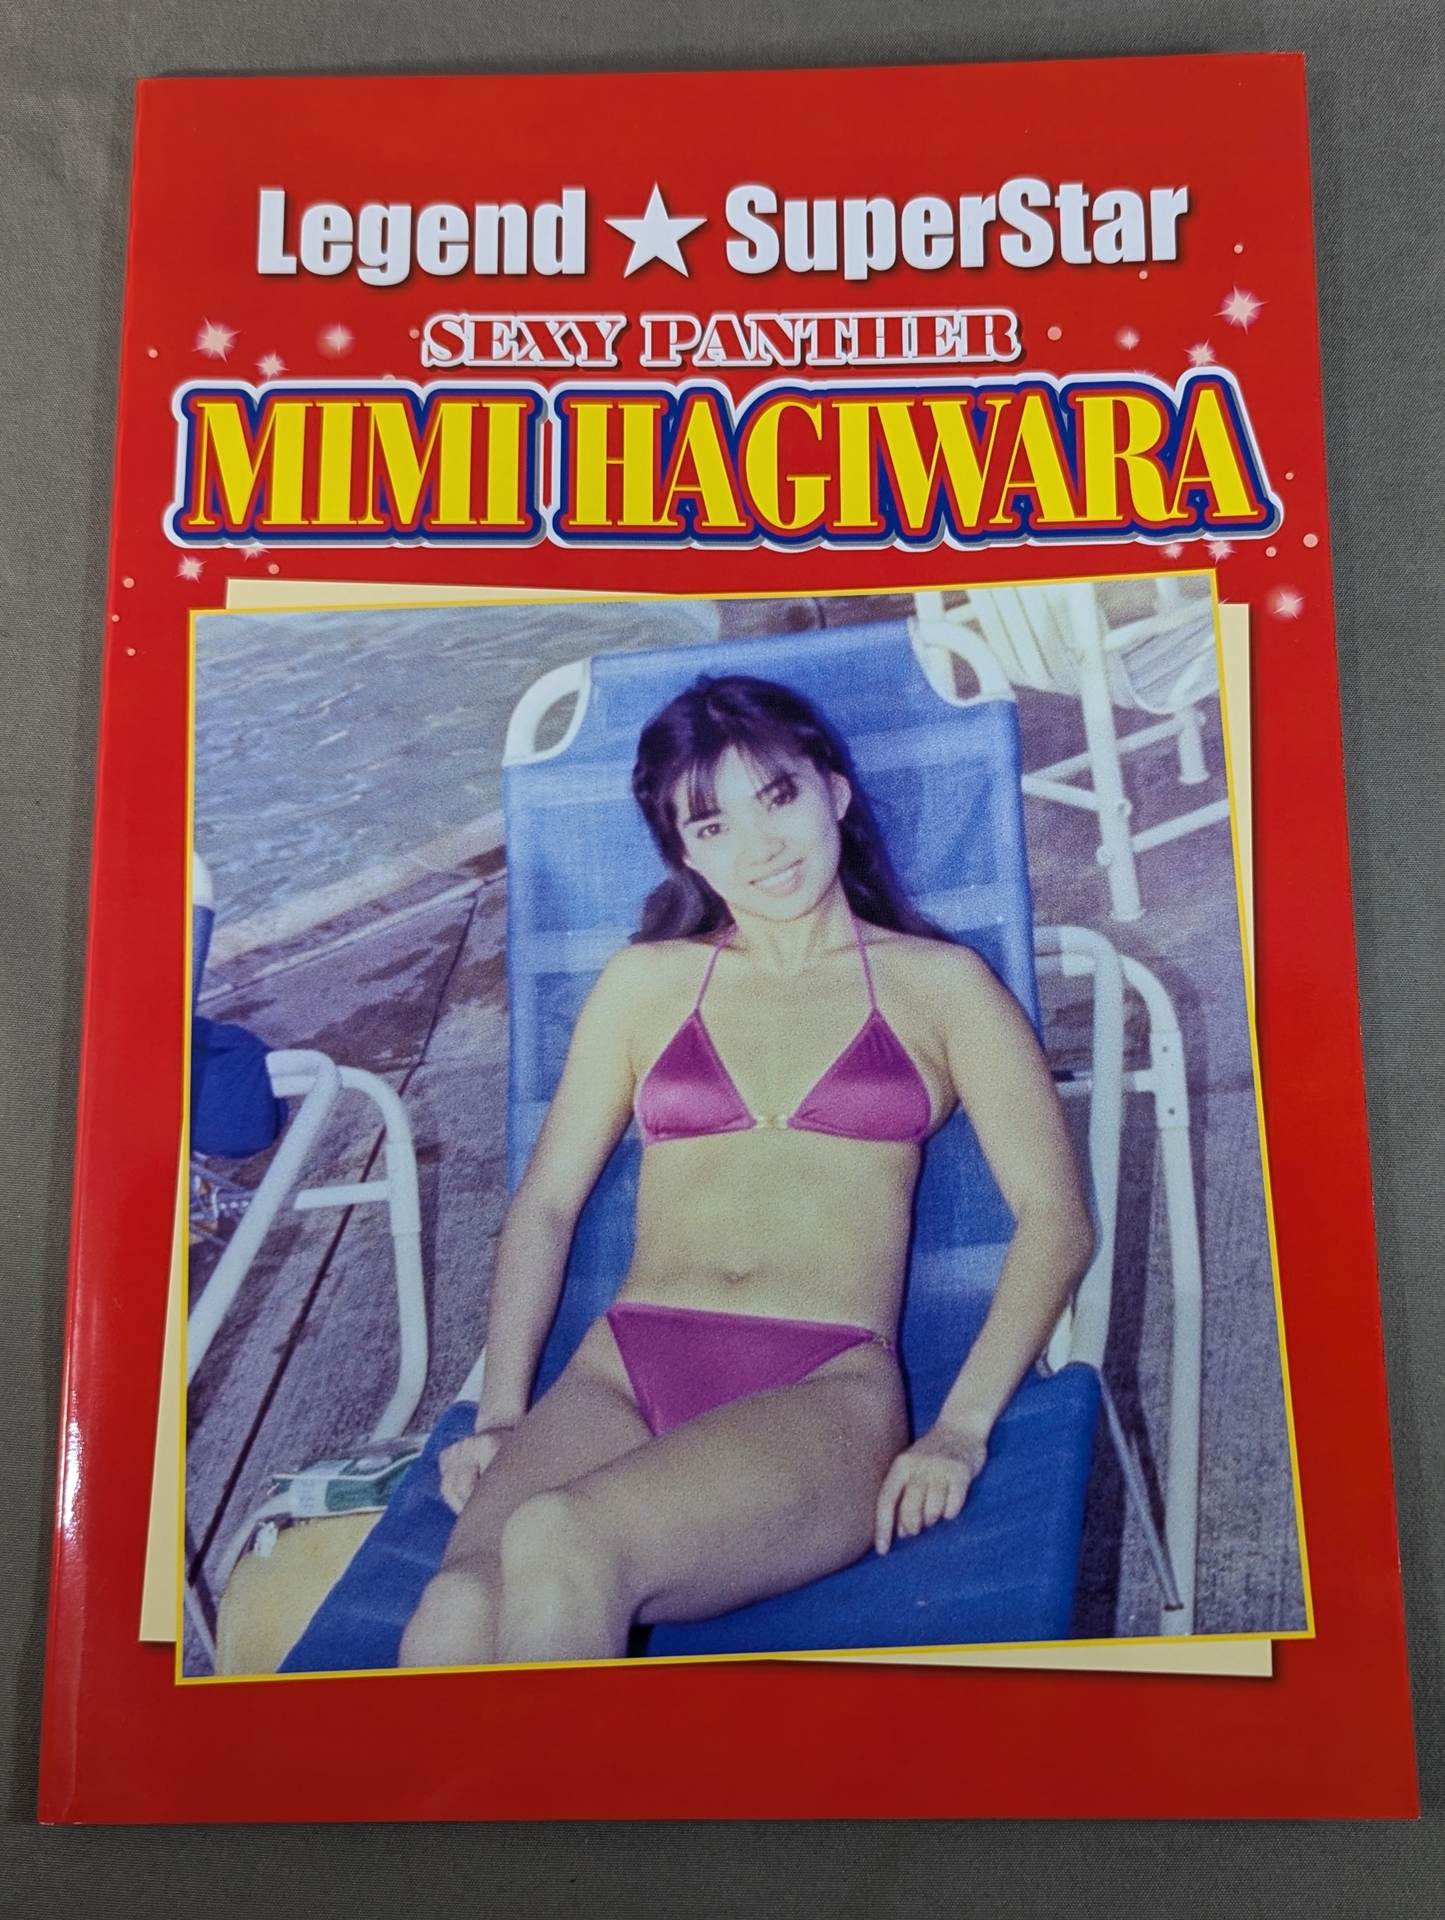 Legend ★ SuperStar
SEXY PANTHER
MIMI HAGIWARA